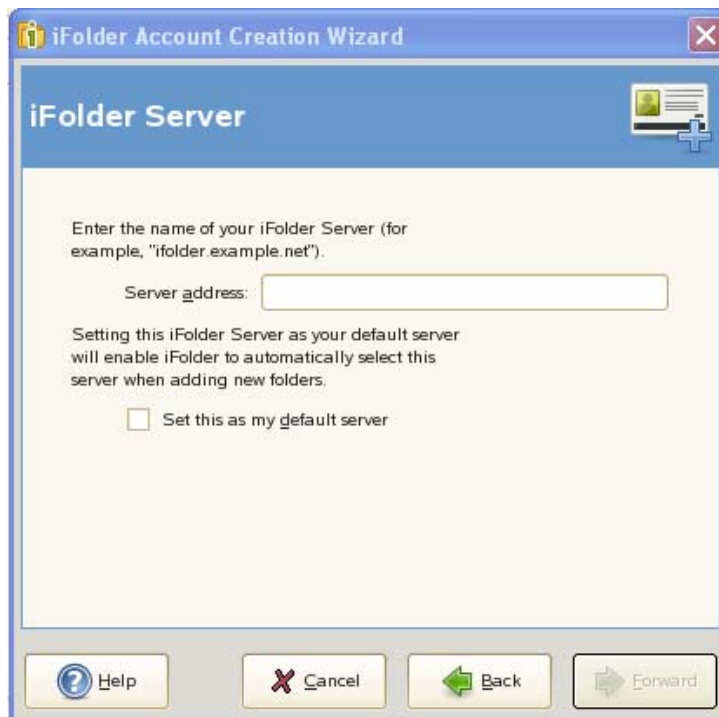 iFolder Account Creation Wizard
iFolder Server
Enter the name of your iFolder Server (for
example, "ifolder.example.net").
Server address:
Setting this iFolder Server as your default server
will enable iFolder to automatically select this
server when adding new folders.
Set this as my default server
Help
Cancel
Back
Forward